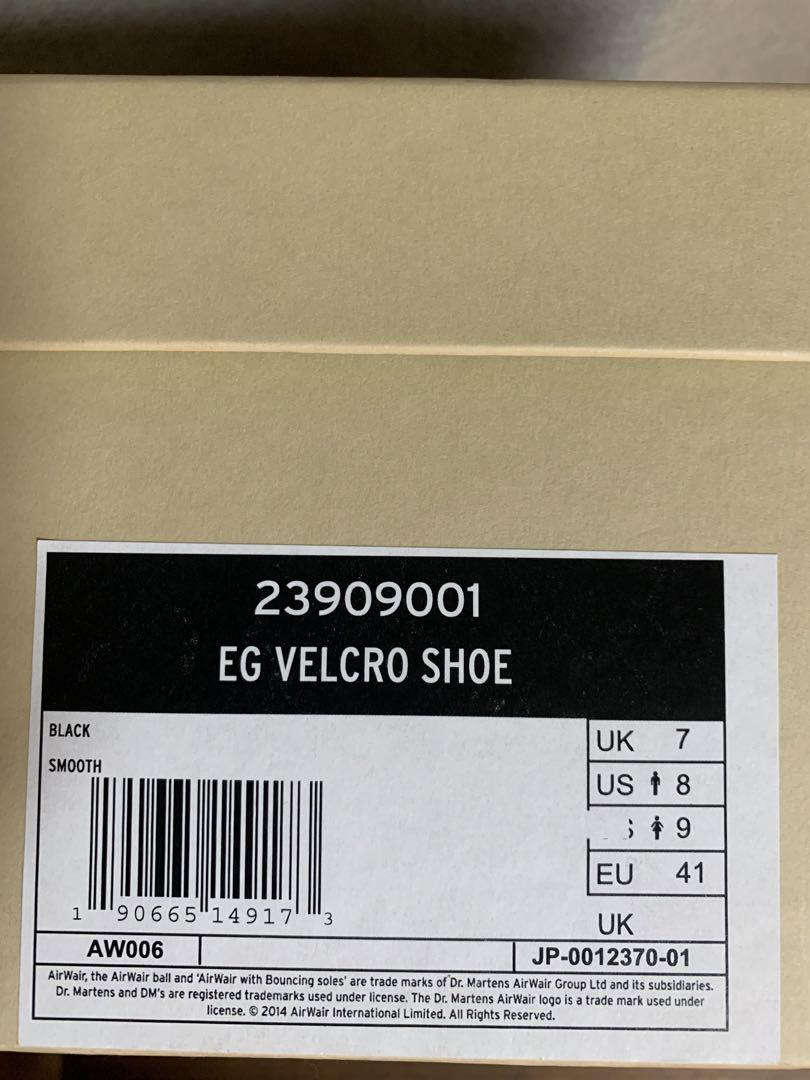 23909001
EG VELCRO SHOE
BLACK
SMOOTH
UK 7
US 8
9
EU 41
UK
1 90665 14917 3
AW006
JP-0012370-01
AirWair, the AirWair ball and 'AirWair with Bouncing soles' are trade marks of Dr. Martens AirWair Group Ltd and its subsidiaries.
Dr. Martens and DM's are registered trademarks used under license. The Dr. Martens AirWair logo is a trade mark used under
license. © 2014 AirWair International Limited. All Rights Reserved.